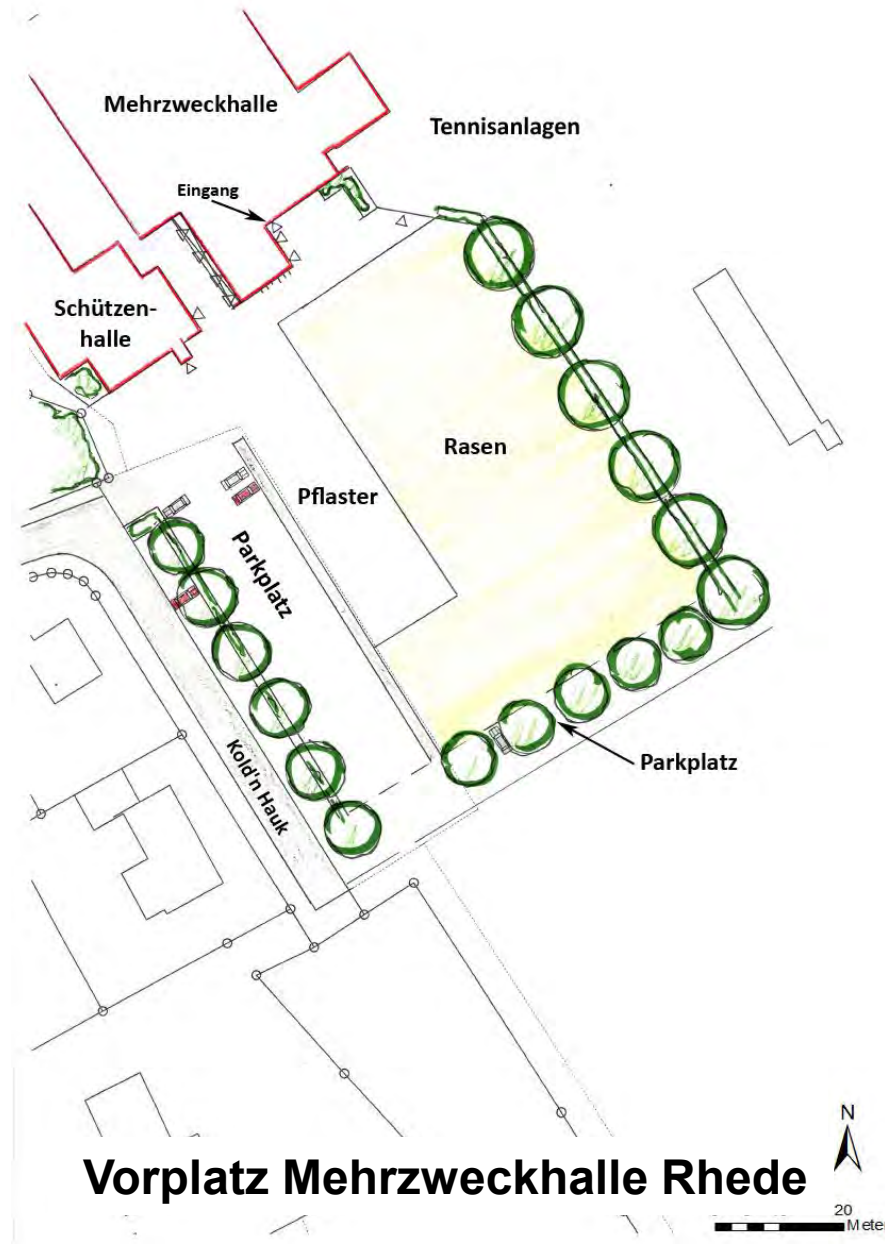 Mehrzweckhalle
Tennisanlagen
Eingang
Schützen-
halle
Rasen
Pflaster
Parkplatz
Kold'n Hauk
Parkplatz
N
Vorplatz Mehrzweckhalle Rhede
20
Meter